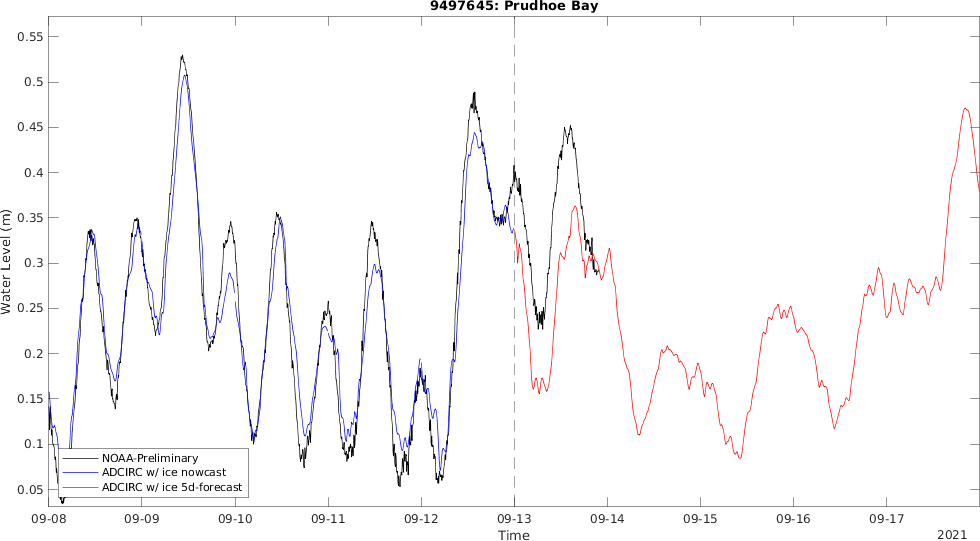 9497645: Prudhoe Bay
0.55
0.5
0.45
0.4
0.35
0.3
0.25
0.2
0.15
0.1
0.05
Water Level (m)
NOAA-Preliminary
ADCIRC w/ ice nowcast
ADCIRC w/ ice 5d-forecast
09-08 09-09 09-10 09-11 09-12 09-13 09-14 09-15 09-16 09-17
Time
2021